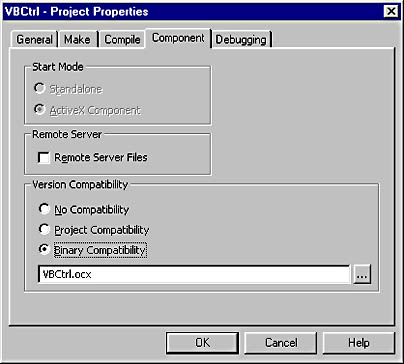 VBCtrl - Project Properties
General Make Compile Component Debugging
Start Mode
Standalone
ActiveX Component
Remote Server
Remote Server Files
Version Compatibility
No Compatibility
Project Compatibility
Binary Compatibility
VBCtrl.ocx ...
OK Cancel Help